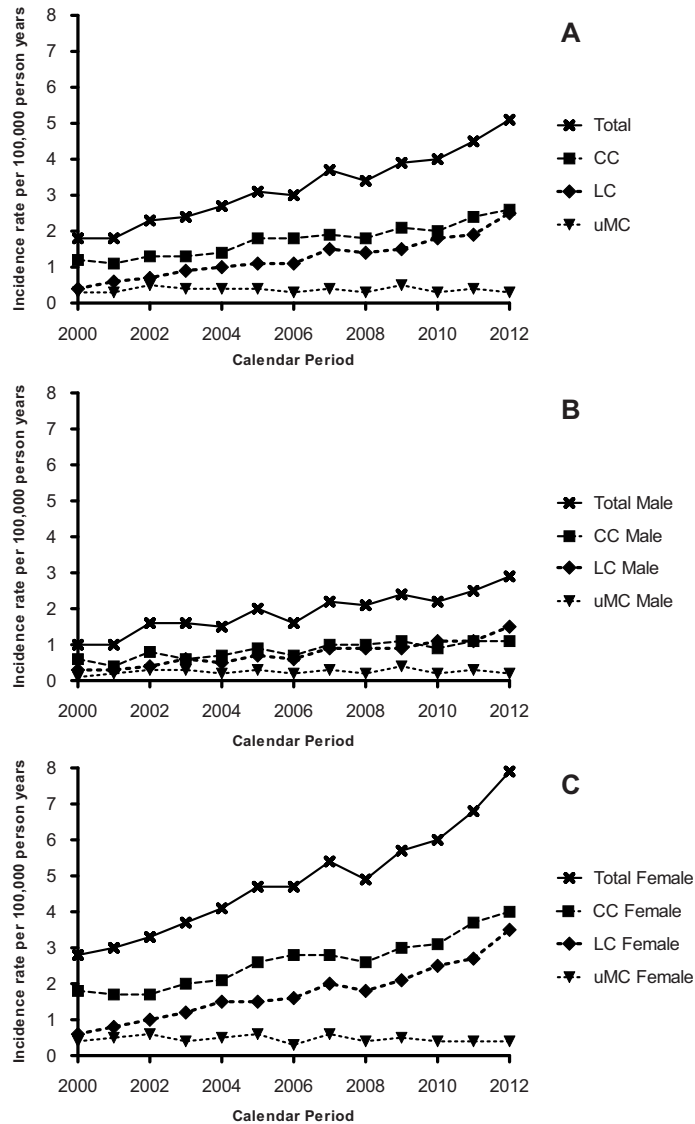 A
Incidence rate per 100,000 person years
8
7
6
5
4
3
2
1
0
2000 2002 2004 2006 2008 2010 2012
Calendar Period
Total
CC
LC
uMC
B
Incidence rate per 100,000 person years
8
7
6
5
4
3
2
1
0
2000 2002 2004 2006 2008 2010 2012
Calendar Period
Total Male
CC Male
LC Male
uMC Male
C
Incidence rate per 100,000 person years
8
7
6
5
4
3
2
1
0
2000 2002 2004 2006 2008 2010 2012
Calendar Period
Total Female
CC Female
LC Female
uMC Female